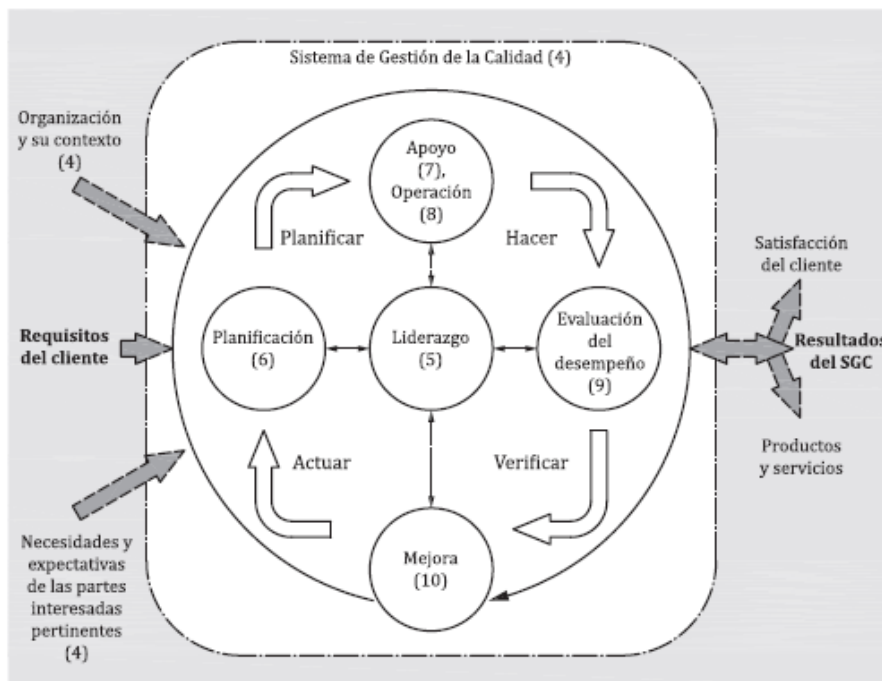 Sistema de Gestión de la Calidad (4)
Organización
y su contexto
(4)
Requisitos
del cliente
Necesidades y
expectativas
de las partes
interesadas
pertinentes
(4)
Apoyo
(7),
Operación
(8)
Planificar
Hacer
Planificación
(6)
Liderazgo
(5)
Evaluación
del
desempeño
(9)
Actuar
Verificar
Mejora
(10)
Satisfacción
del cliente
Resultados
del SGC
Productos
y servicios